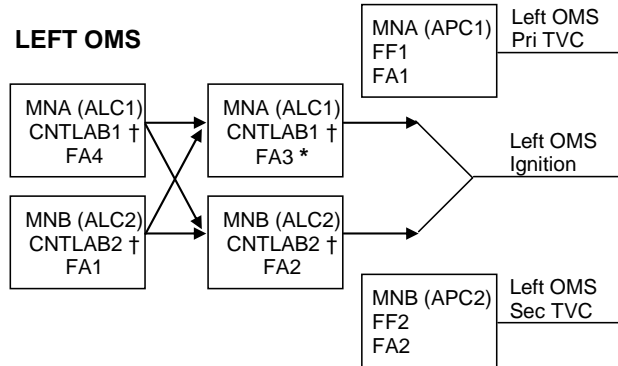 LEFT OMS
MNA (APC1)
FF1
FA1
Left OMS
Pri TVC
MNA (ALC1)
CNTLAB1 †
FA4
MNA (ALC1)
CNTLAB1 †
FA3 *
Left OMS
Ignition
MNB (ALC2)
CNTLAB2 †
FA1
MNB (ALC2)
CNTLAB2 †
FA2
MNB (APC2)
FF2
FA2
Left OMS
Sec TVC